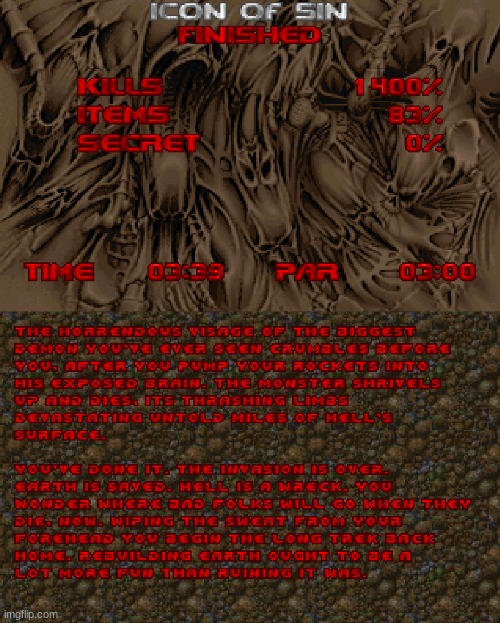 ICON OF SIN
FINISHED
KILLS 1400%
ITEMS 83%
SECRET 0%
TIME 03:39 PAR 03:00
THE HORRENDOUS VISAGE OF THE BIGGEST
DEMON YOU'VE EVER SEEN CRUMBLES BEFORE
YOU, AFTER YOU PUMP YOUR ROCKETS INTO
HIS EXPOSED BRAIN. THE MONSTER SHRIVELS
UP AND DIES, ITS THRASHING LIMBS
DEVASTATING UNTOLD MILES OF HELL'S
SURFACE.
YOU'VE DONE IT. THE INVASION IS OVER.
EARTH IS SAVED. HELL IS A WRECK. YOU
WONDER WHERE BAD FOLKS WILL GO WHEN THEY
DIE, NOW. WIPING THE SWEAT FROM YOUR
FOREHEAD YOU BEGIN THE LONG TREK BACK
HOME. REBUILDING EARTH OUGHT TO BE A
LOT MORE FUN THAN RUINING IT WAS.
imgflip.com